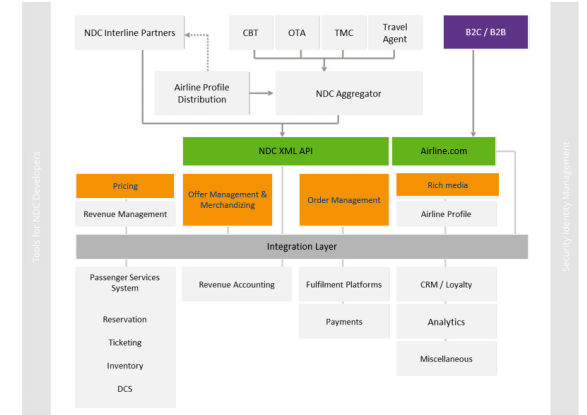 NDC Interline Partners
CBT
OTA
TMC
Travel
Agent
B2C / B2B
Airline Profile
Distribution
NDC Aggregator
NDC XML API
Airline.com
Pricing
Offer Management &
Merchandizing
Order Management
Rich media
Revenue Management
Airline Profile
Integration Layer
Passenger Services
System
Reservation
Ticketing
Inventory
DCS
Revenue Accounting
Fulfilment Platforms
Payments
CRM / Loyalty
Analytics
Miscellaneous
Tools for NDC Developers
Security Identity Management